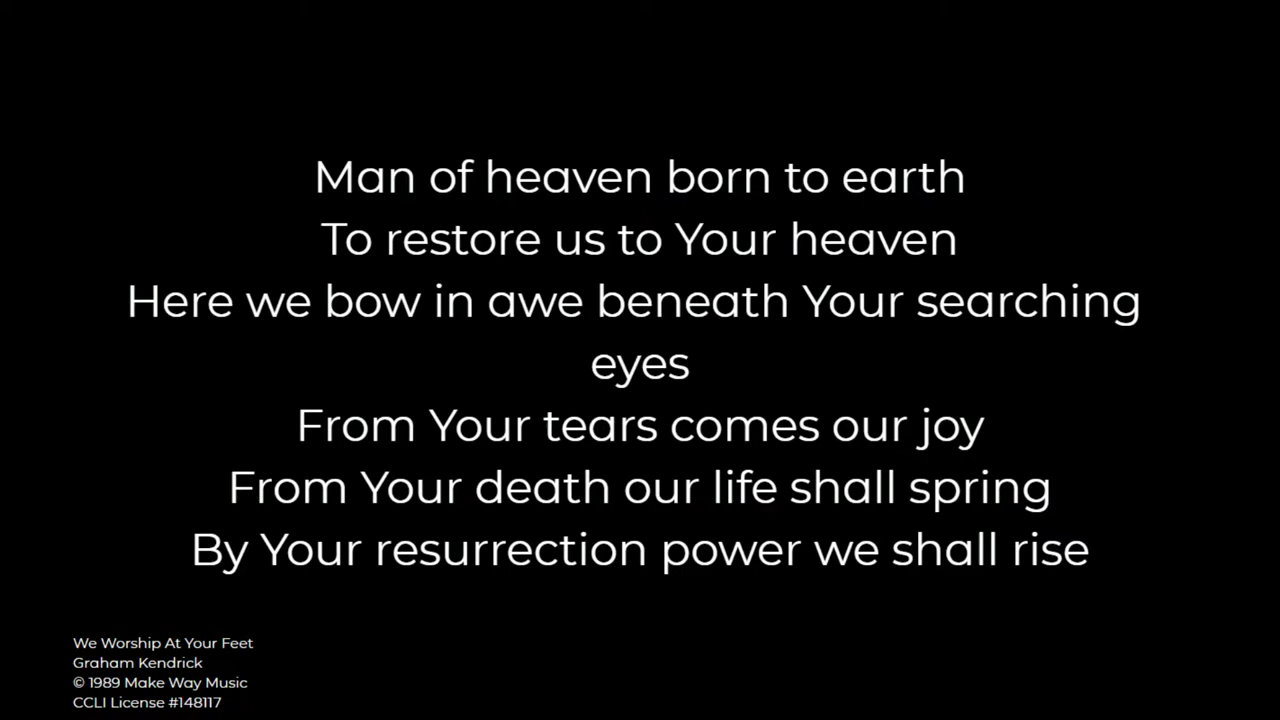 Man of heaven born to earth
To restore us to Your heaven
Here we bow in awe beneath Your searching
eyes
From Your tears comes our joy
From Your death our life shall spring
By Your resurrection power we shall rise
We Worship At Your Feet
Graham Kendrick
© 1989 Make Way Music
CCLI License #148117